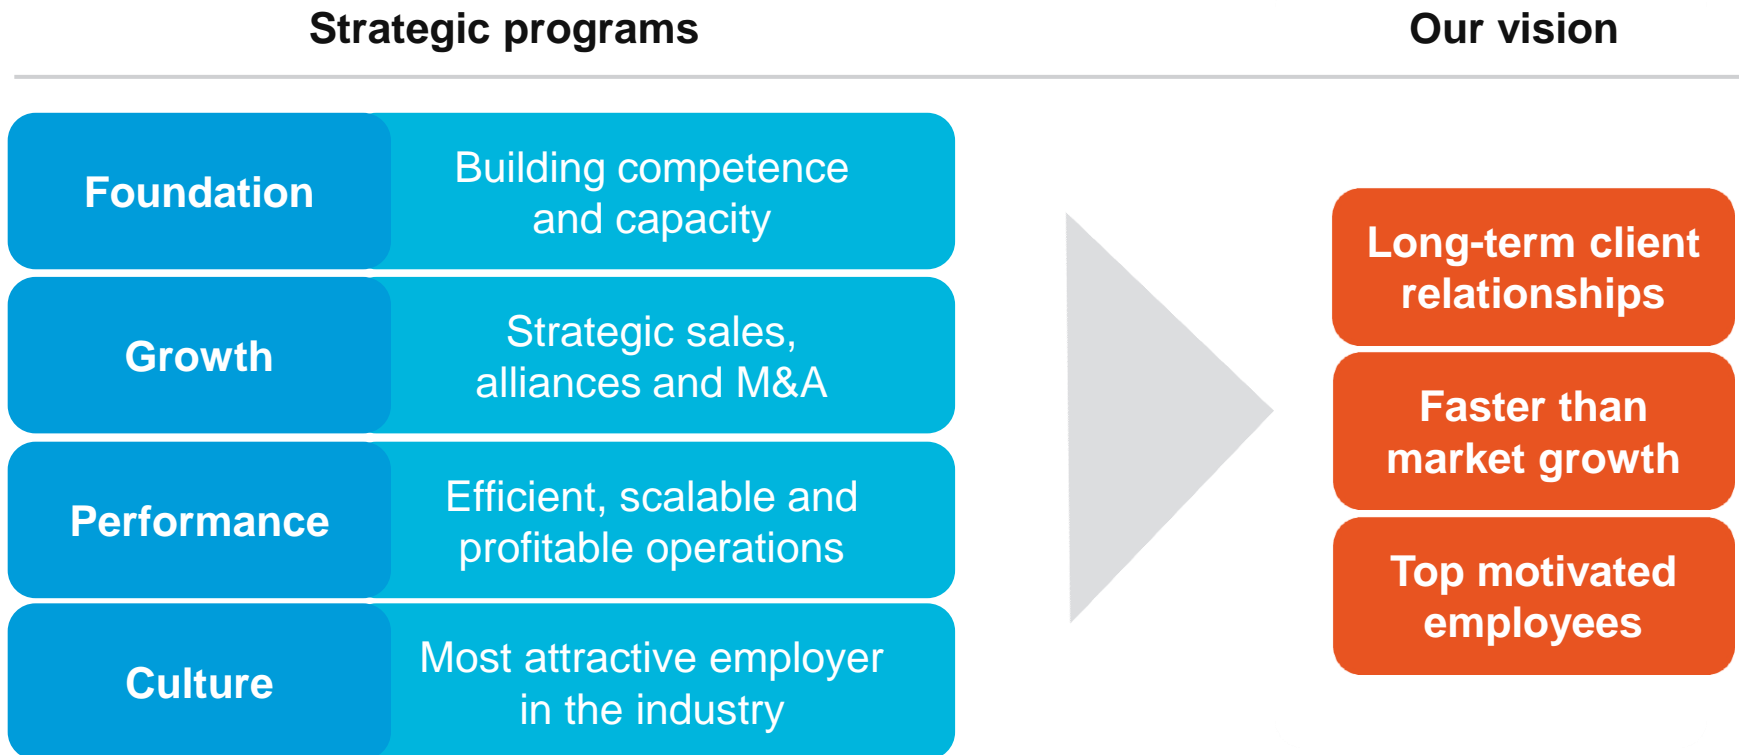 Strategic programs
Our vision
Foundation
Building competence
and capacity
Growth
Strategic sales,
alliances and M&A
Performance
Efficient, scalable and
profitable operations
Culture
Most attractive employer
in the industry
Long-term client
relationships
Faster than
market growth
Top motivated
employees